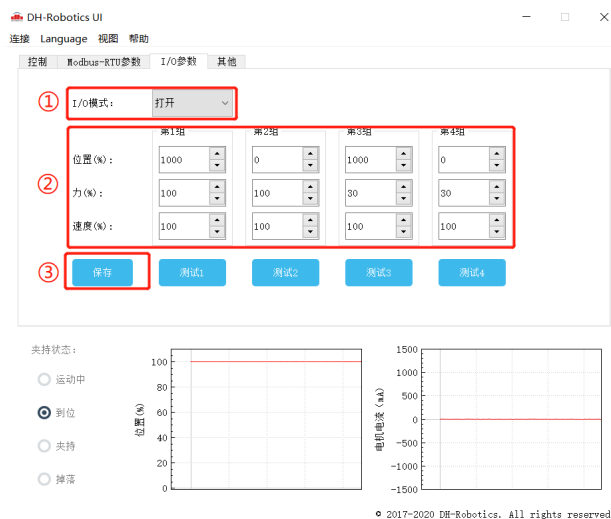 DH-Robotics UI
连接 Language 视图 帮助
控制 Modbus-RTU参数 I/O参数 其他
① I/O模式： 打开
第1组 第2组 第3组 第4组
位置(%)： 1000 0 1000 0
② 力(%)： 100 100 30 30
速度(%)： 100 100 100 100
③ 保存 测试1 测试2 测试3 测试4
夹持状态：
运动中
到位
夹持
掉落
位置(%)
100
80
60
40
20
0
电机电流 (mA)
1500
1000
500
0
-500
-1000
-1500
© 2017-2020 DH-Robotics. All rights reserved